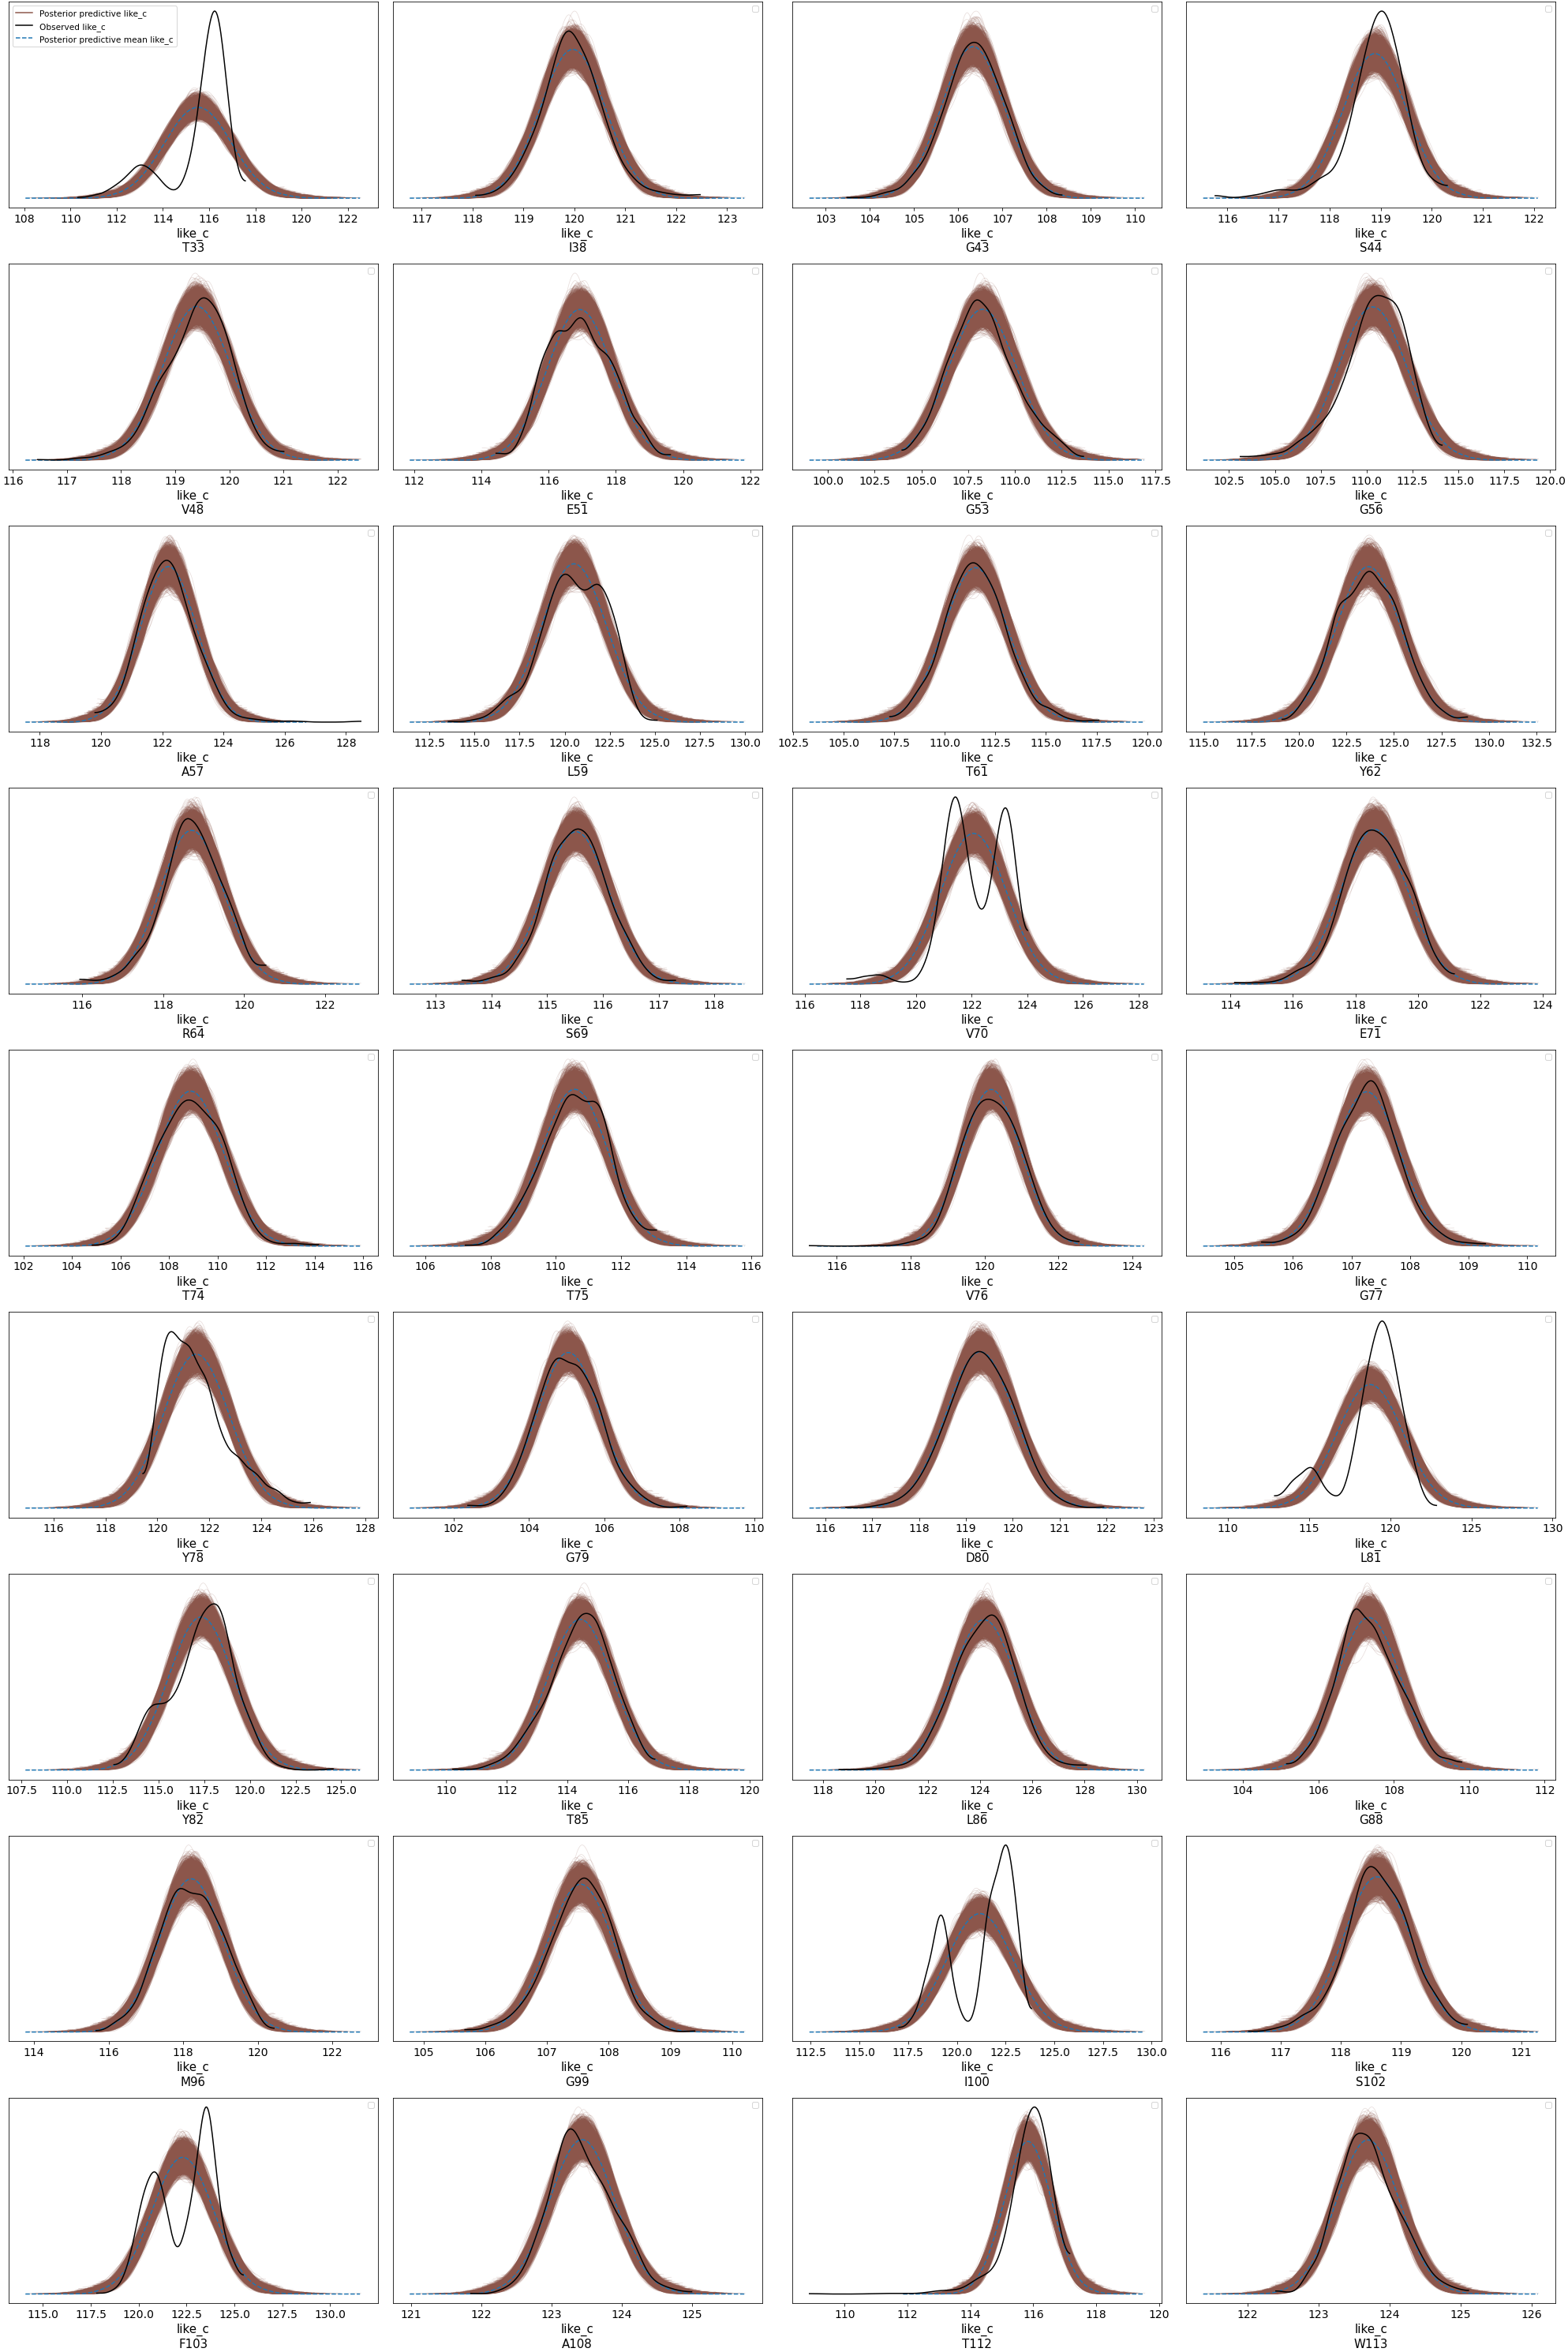 Posterior predictive like_c
Observed like_c
Posterior predictive mean like_c
108 110 112 114 116 118 120 122
like_c
T33
117 118 119 120 121 122 123
like_c
I38
103 104 105 106 107 108 109 110
like_c
G43
116 117 118 119 120 121 122
like_c
S44
116 117 118 119 120 121 122
like_c
V48
112 114 116 118 120 122
like_c
E51
100.0 102.5 105.0 107.5 110.0 112.5 115.0 117.5
like_c
G53
102.5 105.0 107.5 110.0 112.5 115.0 117.5 120.0
like_c
G56
118 120 122 124 126 128
like_c
A57
112.5 115.0 117.5 120.0 122.5 125.0 127.5 130.0
like_c
L59
102.5 105.0 107.5 110.0 112.5 115.0 117.5 120.0
like_c
T61
115.0 117.5 120.0 122.5 125.0 127.5 130.0 132.5
like_c
Y62
116 118 120 122
like_c
R64
113 114 115 116 117 118
like_c
S69
116 118 120 122 124 126 128
like_c
V70
114 116 118 120 122 124
like_c
E71
102 104 106 108 110 112 114 116
like_c
T74
106 108 110 112 114 116
like_c
T75
116 118 120 122 124
like_c
V76
105 106 107 108 109 110
like_c
G77
116 118 120 122 124 126 128
like_c
Y78
102 104 106 108 110
like_c
G79
116 117 118 119 120 121 122 123
like_c
D80
110 115 120 125 130
like_c
L81
107.5 110.0 112.5 115.0 117.5 120.0 122.5 125.0
like_c
Y82
110 112 114 116 118 120
like_c
T85
118 120 122 124 126 128 130
like_c
L86
104 106 108 110 112
like_c
G88
114 116 118 120 122
like_c
M96
105 106 107 108 109 110
like_c
G99
112.5 115.0 117.5 120.0 122.5 125.0 127.5 130.0
like_c
I100
116 117 118 119 120 121
like_c
S102
115.0 117.5 120.0 122.5 125.0 127.5 130.0
like_c
F103
121 122 123 124 125
like_c
A108
110 112 114 116 118 120
like_c
T112
122 123 124 125 126
like_c
W113